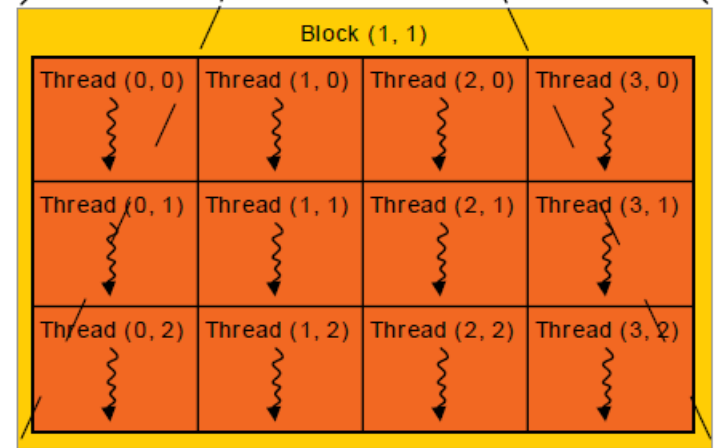 Block (1, 1)
Thread (0, 0) Thread (1, 0) Thread (2, 0) Thread (3, 0)
Thread (0, 1) Thread (1, 1) Thread (2, 1) Thread (3, 1)
Thread (0, 2) Thread (1, 2) Thread (2, 2) Thread (3, 2)